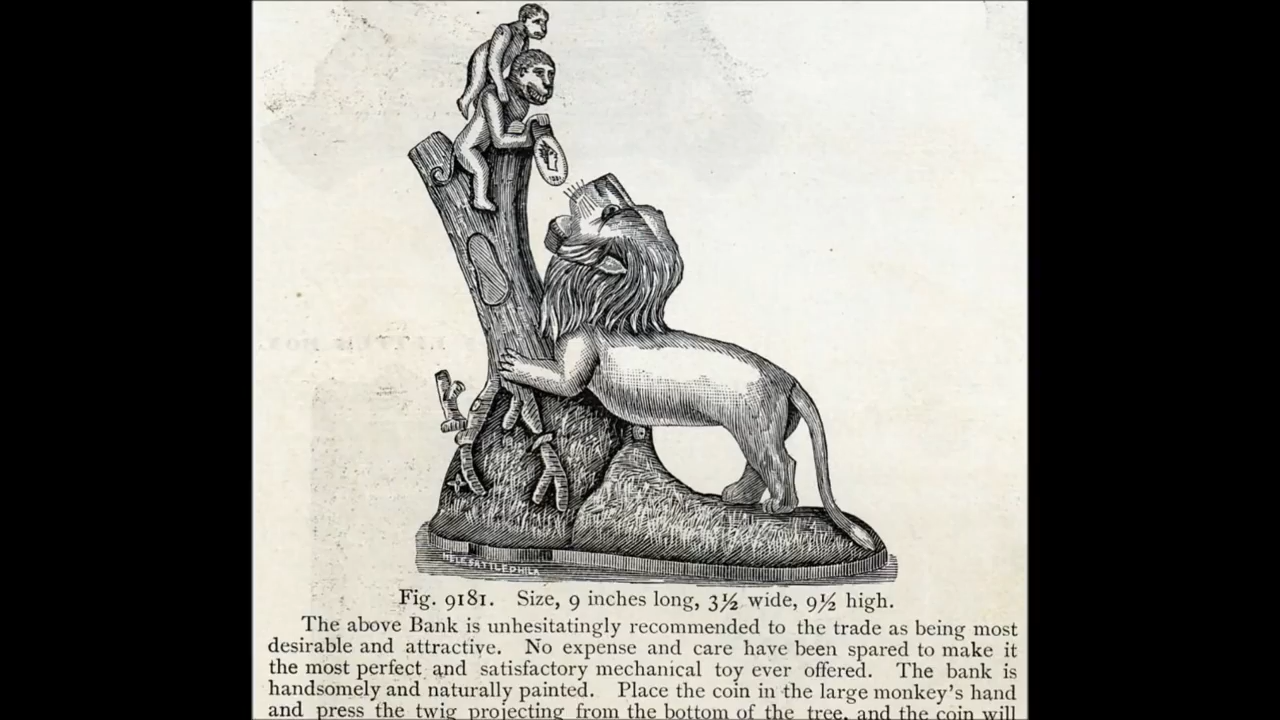 Fig. 9181. Size, 9 inches long, 3½ wide, 9½ high.
The above Bank is unhesitatingly recommended to the trade as being most
desirable and attractive. No expense and care have been spared to make it
the most perfect and satisfactory mechanical toy ever offered. The bank is
handsomely and naturally painted. Place the coin in the large monkey's hand
and press the twig projecting from the bottom of the tree, and the coin will